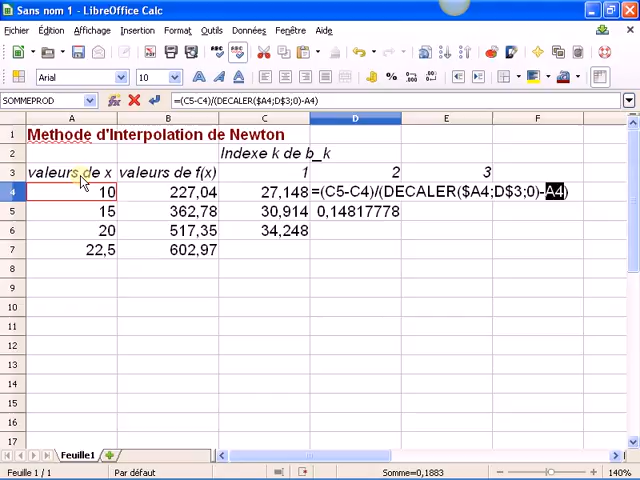 Sans nom 1 - LibreOffice Calc
Fichier Édition Affichage Insertion Format Outils Données Fenêtre Aide
Arial 10
SOMMEPROD =(C5-C4)/(DECALER($A4;D$3;0)-A4)
A B C D E F
1 Methode d'Interpolation de Newton
2 Indexe k de b_k
3 valeurs de x valeurs de f(x) 1 2 3
4 10 227,04 27,148 =(C5-C4)/(DECALER($A4;D$3;0)-A4)
5 15 362,78 30,914 0,14817778
6 20 517,35 34,248
7 22,5 602,97
8
9
10
11
12
13
14
15
16
17
Feuille1
Feuille 1 / 1 Par défaut Somme=0,1883 140%